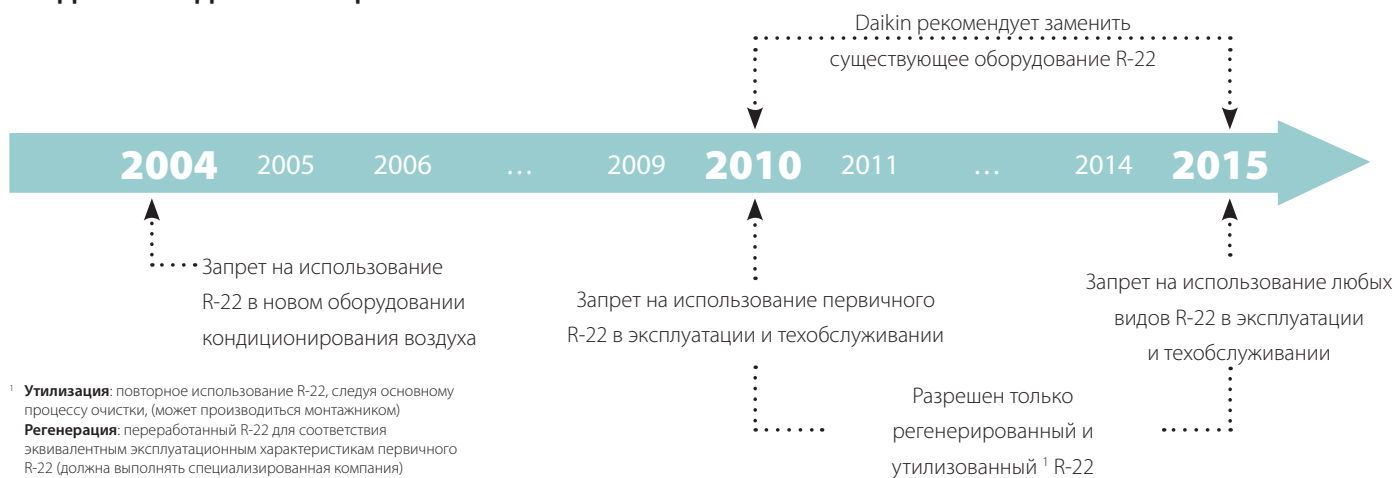 Daikin рекомендует заменить
существующее оборудование R-22
2004 2005 2006 ... 2009 2010 2011 ... 2014 2015
Запрет на использование
R-22 в новом оборудовании
кондиционирования воздуха
Запрет на использование первичного
R-22 в эксплуатации и техобслуживании
Запрет на использование любых
видов R-22 в эксплуатации
и техобслуживании
Разрешен только
регенерированный и
утилизованный ¹ R-22
¹ Утилизация: повторное использование R-22, следуя основному
процессу очистки, (может производиться монтажником)
Регенерация: переработанный R-22 для соответствия
эквивалентным эксплуатационным характеристикам первичного
R-22 (должна выполнять специализированная компания)